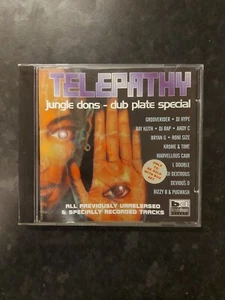 TELEPATHY
jungle dons - dub plate special
GROOVERIDER • DJ HYPE
RAY KEITH • DJ RAP • ANDY C
BRYAN G • RONI SIZE
KRONIC & TIME
MARVELLOUS CAIN
L DOUBLE
DJ DEXTROUS
DEVIOUS D
BIZZY B & PUGWASH
ALL PREVIOUSLY UNRELEASED
& SPECIALLY RECORDED TRACKS